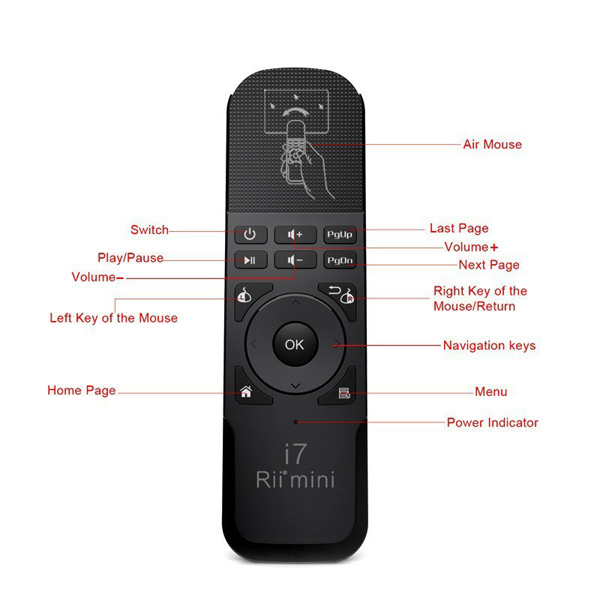 Air Mouse
Switch
Last Page
PgUp
Volume+
Play/Pause
PgDn
Next Page
Volume-
Right Key of the
Mouse/Return
L
R
Left Key of the Mouse
OK
Navigation keys
Home Page
Menu
Power Indicator
i7
Rii® mini